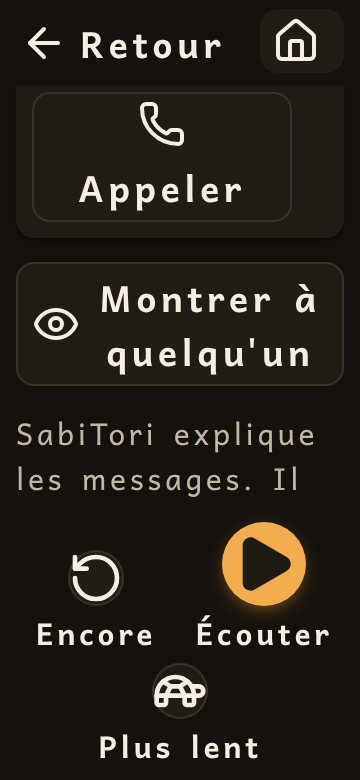 Retour
Appeler
Montrer à
quelqu'un
SabiTori explique
les messages. Il
Encore
Écouter
Plus lent